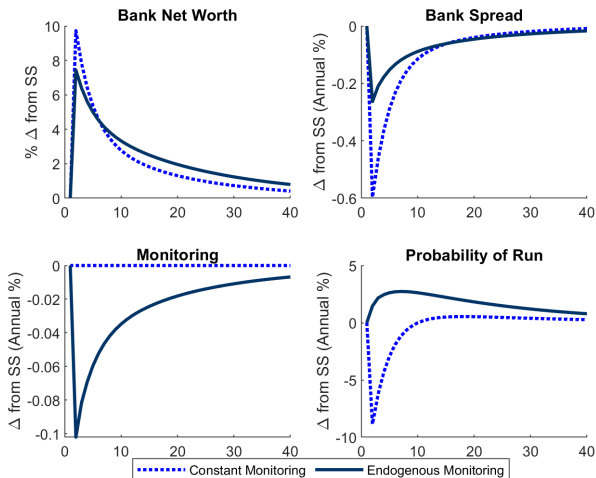 Bank Net Worth
Bank Spread
% Δ from SS
10
8
6
4
2
0
0 10 20 30 40
Δ from SS (Annual %)
0
-0.2
-0.4
-0.6
0 10 20 30 40
Monitoring
Probability of Run
Δ from SS (Annual %)
0
-0.02
-0.04
-0.06
-0.08
-0.1
0 10 20 30 40
Δ from SS (Annual %)
5
0
-5
-10
0 10 20 30 40
Constant Monitoring Endogenous Monitoring